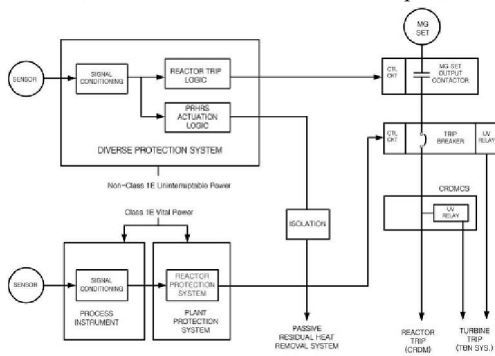 MG
SET
SENSOR
SIGNAL
CONDITIONING
REACTOR TRIP
LOGIC
PRHRS
ACTUATION
LOGIC
DIVERSE PROTECTION SYSTEM
CTL
CKT
MG SET
OUTPUT
CONTACTOR
CTL
CKT
TRIP
BREAKER
UV
RELAY
Non-Class 1E Uninterruptable Power
Class 1E Vital Power
ISOLATION
CRDMCS
UV
RELAY
SENSOR
SIGNAL
CONDITIONING
REACTOR
PROTECTION
SYSTEM
PROCESS
INSTRUMENT
PLANT
PROTECTION
SYSTEM
PASSIVE
RESIDUAL HEAT
REMOVAL SYSTEM
REACTOR
TRIP
(CRDM)
TURBINE
TRIP
(TBN SYS.)